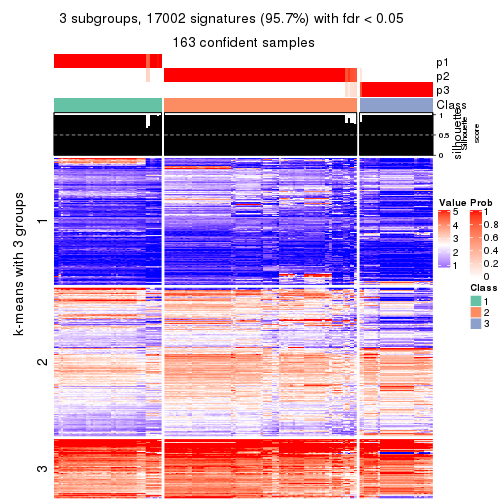 3 subgroups, 17002 signatures (95.7%) with fdr < 0.05
163 confident samples
p1
p2
p3
Class
1
0.5
0
silhouette
Silhouette
score
k-means with 3 groups
1
2
3
Value
5
4
3
2
1
Prob
1
0.8
0.6
0.4
0.2
0
Class
1
2
3